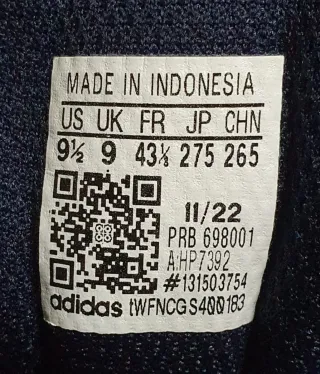 MADE IN INDONESIA
US UK FR JP CHN
9½ 9 43⅓ 275 265
11/22
PRB 698001
A:HP7392
#131503754
adidas tWFNCGS400183